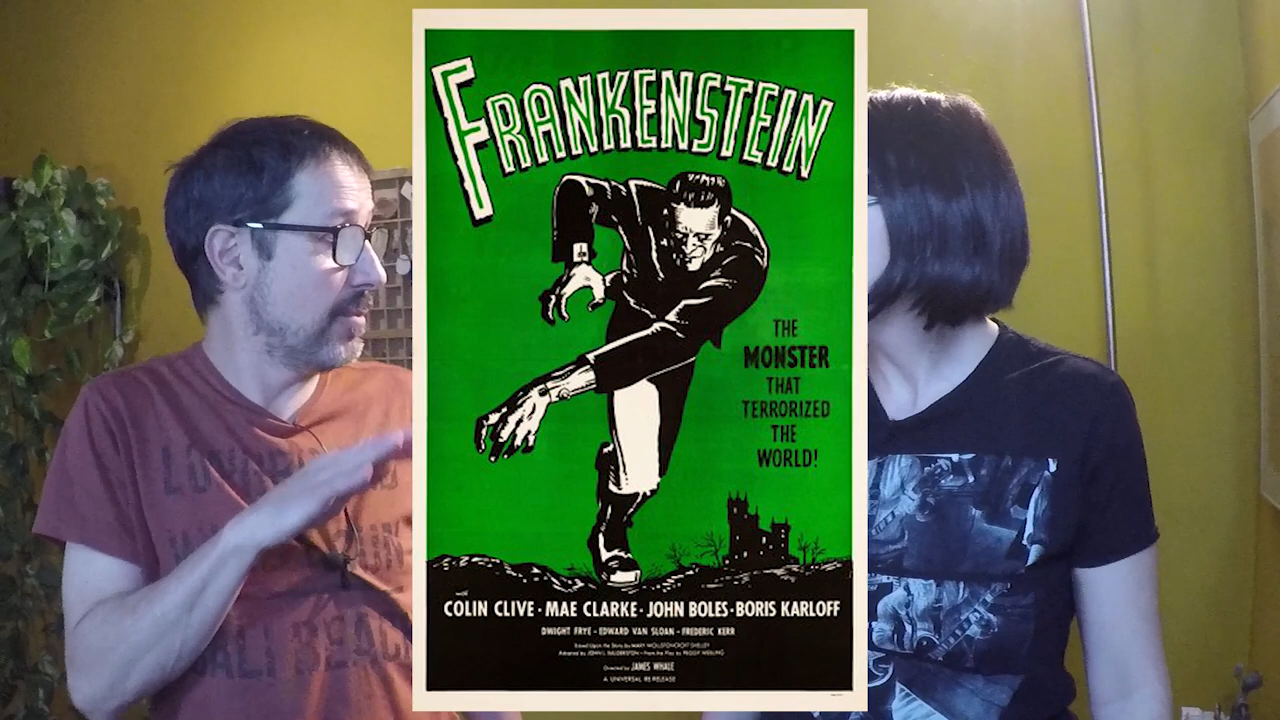 FRANKENSTEIN
THE
MONSTER
THAT
TERRORIZED
THE
WORLD!
with
COLIN CLIVE · MAE CLARKE · JOHN BOLES · BORIS KARLOFF
DWIGHT FRYE - EDWARD VAN SLOAN - FREDERIC KERR
Based Upon the Story by MARY WOLLSTONCRAFT SHELLEY
Adapted by JOHN L. BALDERSTON - From the Play by PEGGY WEBLING
Directed by JAMES WHALE
A UNIVERSAL RE-RELEASE